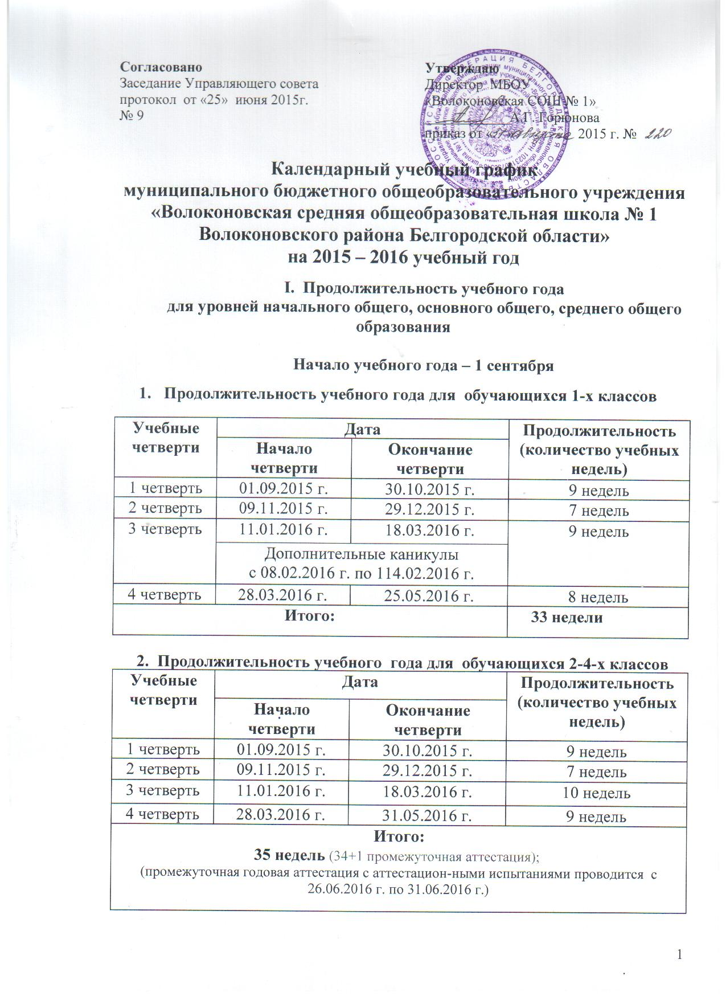 Согласовано
Заседание Управляющего совета
протокол от «25» июня 2015г.
№ 9
Утверждаю
Директор МБОУ
«Волоконовская СОШ № 1»
А.Г. Горюнова
приказ от «31» августа 2015 г. № 220
Календарный учебный график
муниципального бюджетного общеобразовательного учреждения
«Волоконовская средняя общеобразовательная школа № 1
Волоконовского района Белгородской области»
на 2015 – 2016 учебный год
I. Продолжительность учебного года
для уровней начального общего, основного общего, среднего общего
образования
Начало учебного года – 1 сентября
1. Продолжительность учебного года для обучающихся 1-х классов
Учебные четверти Дата Продолжительность (количество учебных недель)
Начало четверти Окончание четверти
1 четверть 01.09.2015 г. 30.10.2015 г. 9 недель
2 четверть 09.11.2015 г. 29.12.2015 г. 7 недель
3 четверть 11.01.2016 г. 18.03.2016 г. 9 недель
Дополнительные каникулы
с 08.02.2016 г. по 114.02.2016 г.
4 четверть 28.03.2016 г. 25.05.2016 г. 8 недель
Итого: 33 недели
2. Продолжительность учебного года для обучающихся 2-4-х классов
Учебные четверти Дата Продолжительность (количество учебных недель)
Начало четверти Окончание четверти
1 четверть 01.09.2015 г. 30.10.2015 г. 9 недель
2 четверть 09.11.2015 г. 29.12.2015 г. 7 недель
3 четверть 11.01.2016 г. 18.03.2016 г. 10 недель
4 четверть 28.03.2016 г. 31.05.2016 г. 9 недель
Итого:
35 недель (34+1 промежуточная аттестация);
(промежуточная годовая аттестация с аттестацион-ными испытаниями проводится с
26.06.2016 г. по 31.06.2016 г.)
1